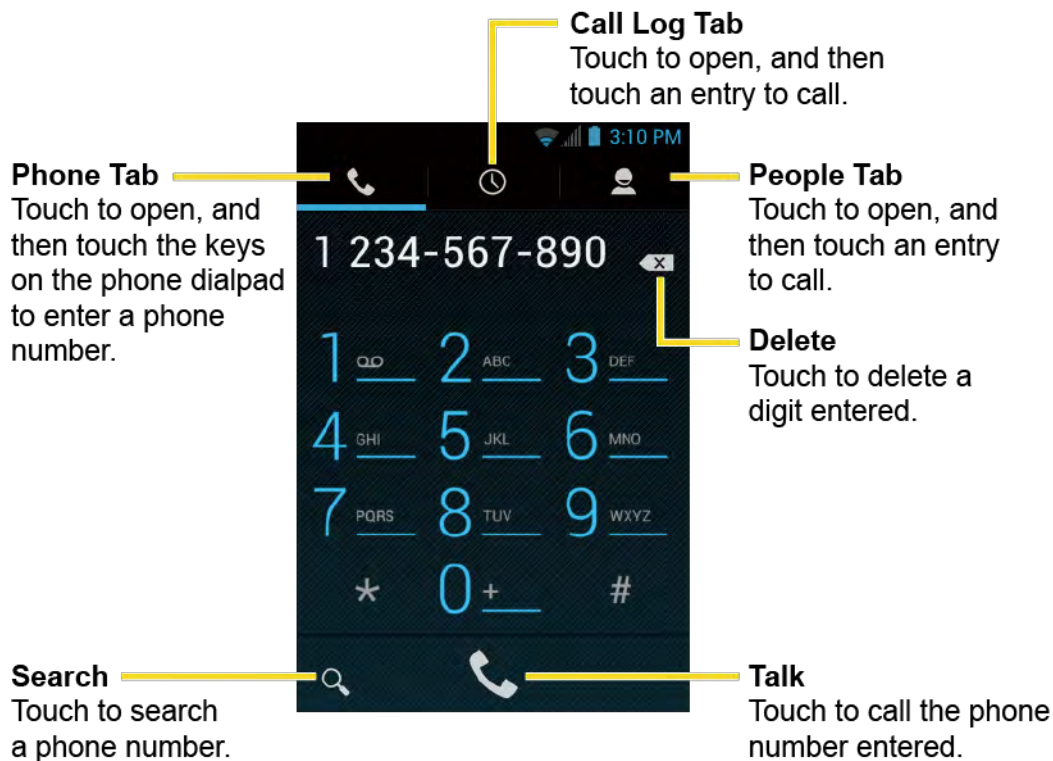 Call Log Tab
Touch to open, and then
touch an entry to call.
3:10 PM
Phone Tab
Touch to open, and
then touch the keys
on the phone dialpad
to enter a phone
number.
People Tab
Touch to open, and
then touch an entry
to call.
1 234-567-890
Delete
Touch to delete a
digit entered.
1 2 ABC 3 DEF
4 GHI 5 JKL 6 MNO
7 PQRS 8 TUV 9 WXYZ
* 0 + #
Search
Touch to search
a phone number.
Talk
Touch to call the phone
number entered.